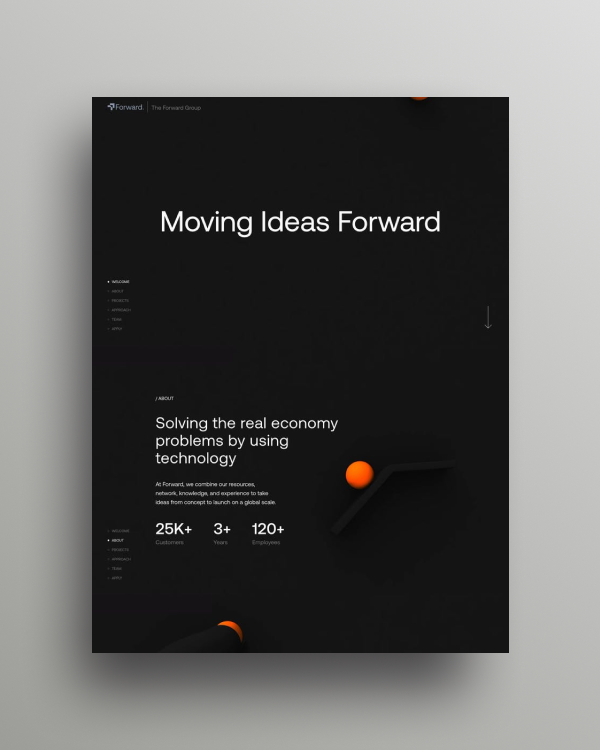 Forward.
The Forward Group
Moving Ideas Forward
WELCOME
ABOUT
PROJECTS
APPROACH
TEAM
APPLY
/ ABOUT
Solving the real economy
problems by using
technology
At Forward, we combine our resources,
network, knowledge, and experience to take
ideas from concept to launch on a global scale.
25K+ 3+ 120+
Customers Years Employees
WELCOME
ABOUT
PROJECTS
APPROACH
TEAM
APPLY